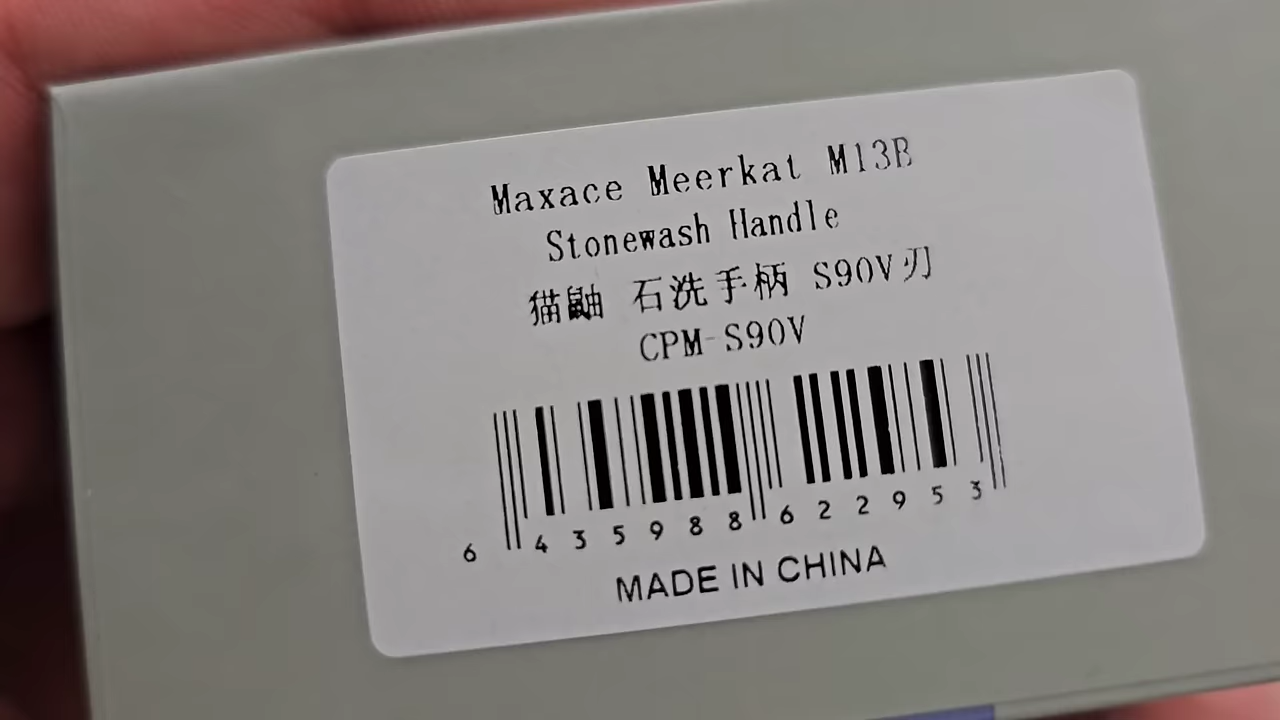 Maxace Meerkat M13B
Stonewash Handle
猫鼬 石洗手柄 S90V刃
CPM-S90V
6 435988 622953
MADE IN CHINA